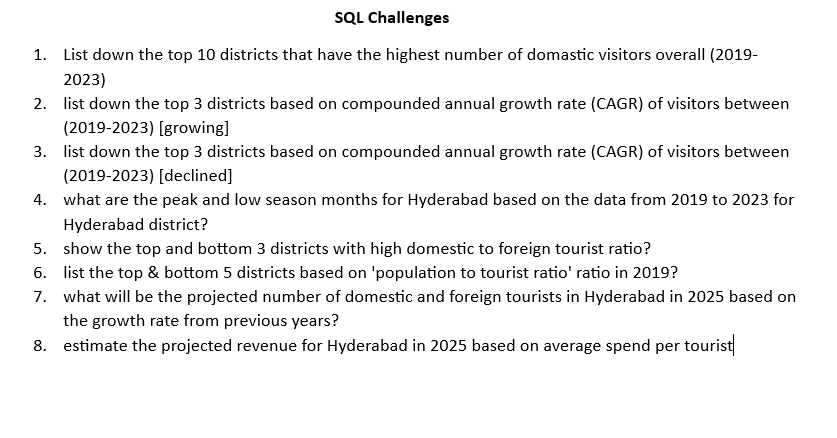 SQL Challenges
1. List down the top 10 districts that have the highest number of domastic visitors overall (2019-
2023)
2. list down the top 3 districts based on compounded annual growth rate (CAGR) of visitors between
(2019-2023) [growing]
3. list down the top 3 districts based on compounded annual growth rate (CAGR) of visitors between
(2019-2023) [declined]
4. what are the peak and low season months for Hyderabad based on the data from 2019 to 2023 for
Hyderabad district?
5. show the top and bottom 3 districts with high domestic to foreign tourist ratio?
6. list the top & bottom 5 districts based on 'population to tourist ratio' ratio in 2019?
7. what will be the projected number of domestic and foreign tourists in Hyderabad in 2025 based on
the growth rate from previous years?
8. estimate the projected revenue for Hyderabad in 2025 based on average spend per tourist